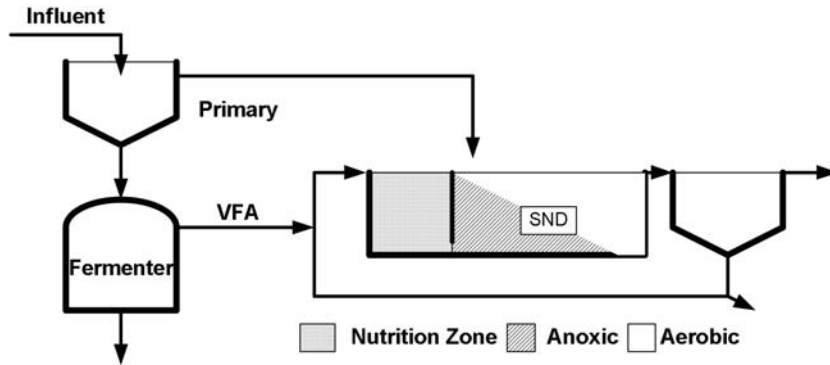 Influent
Primary
VFA
SND
Fermenter
Nutrition Zone Anoxic Aerobic